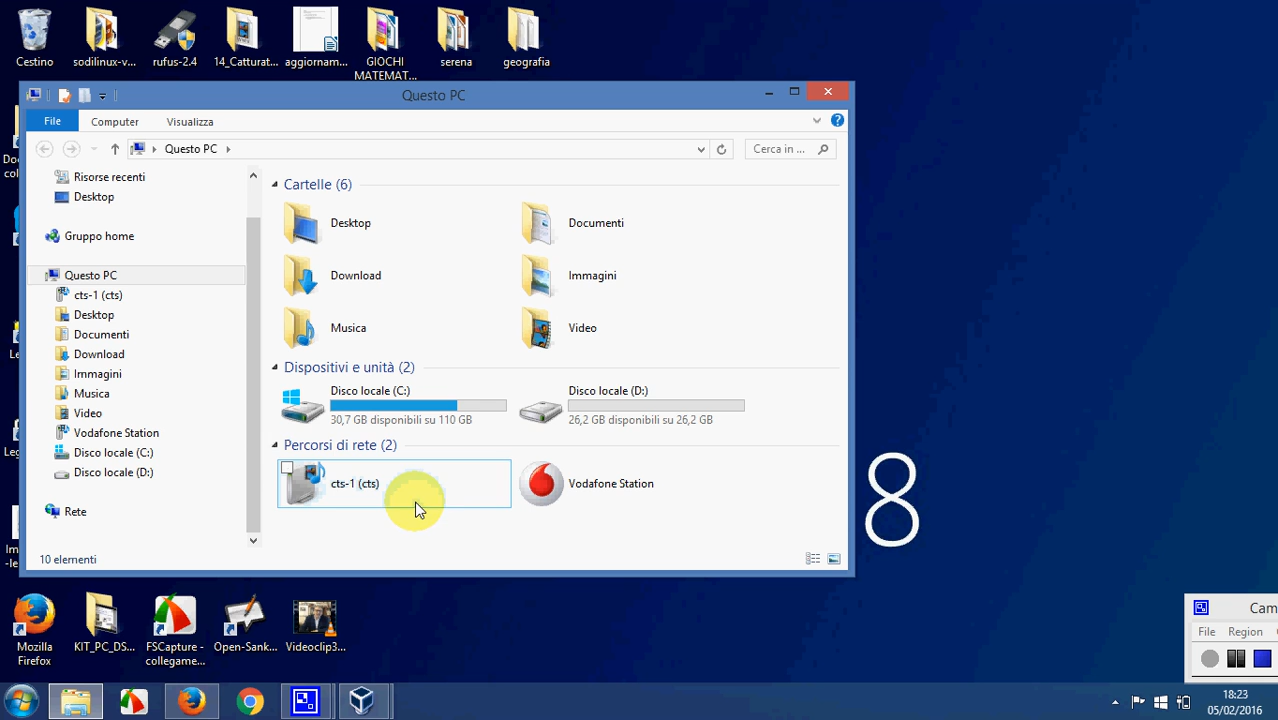 Cestino
sodilinux-v...
rufus-2.4
14_Catturat...
aggiornam...
GIOCHI
MATEMAT...
serena
geografia
Questo PC
File
Computer
Visualizza
Questo PC
Cerca in ...
Risorse recenti
Desktop
Gruppo home
Questo PC
cts-1 (cts)
Desktop
Documenti
Download
Immagini
Musica
Video
Vodafone Station
Disco locale (C:)
Disco locale (D:)
Rete
Cartelle (6)
Desktop
Documenti
Download
Immagini
Musica
Video
Dispositivi e unità (2)
Disco locale (C:)
30,7 GB disponibili su 110 GB
Disco locale (D:)
26,2 GB disponibili su 26,2 GB
Percorsi di rete (2)
cts-1 (cts)
Vodafone Station
10 elementi
8
Mozilla
Firefox
KIT_PC_DS...
FSCapture -
collegame...
Open-Sank...
Videoclip3...
Cam
File
Region
18:23
05/02/2016